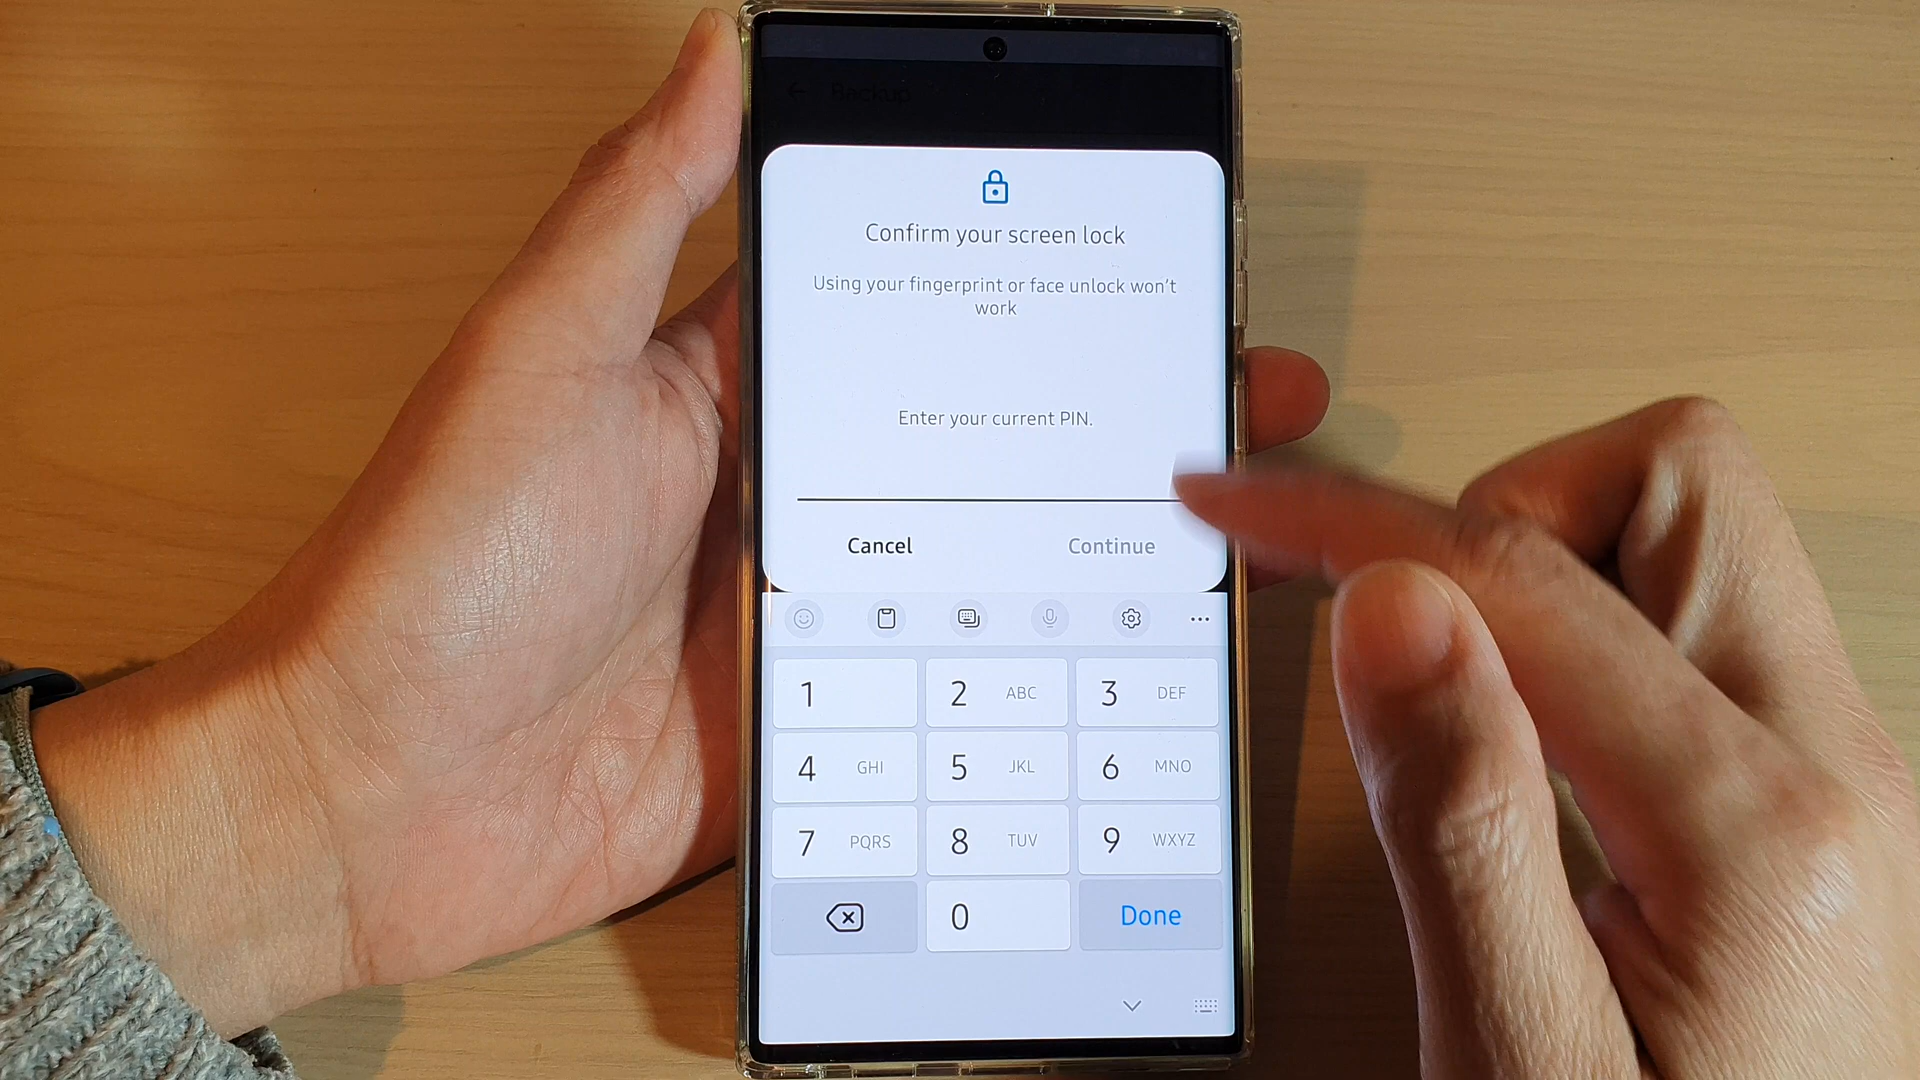 Backup
Confirm your screen lock
Using your fingerprint or face unlock won't
work
Enter your current PIN.
Cancel Continue
1 2 ABC 3 DEF
4 GHI 5 JKL 6 MNO
7 PQRS 8 TUV 9 WXYZ
0 Done